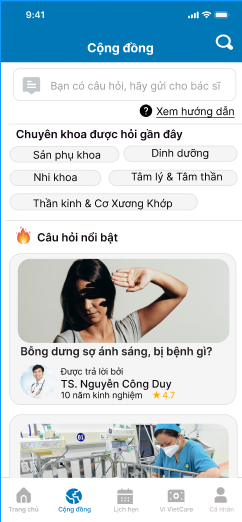 9:41
Cộng đồng
Bạn có câu hỏi, hãy gửi cho bác sĩ
? Xem hướng dẫn
Chuyên khoa được hỏi gần đây
Sản phụ khoa
Dinh dưỡng
Nhi khoa
Tâm lý & Tâm thần
Thần kinh & Cơ Xương Khớp
Câu hỏi nổi bật
Bỗng dưng sợ ánh sáng, bị bệnh gì?
Được trả lời bởi
TS. Nguyễn Công Duy
10 năm kinh nghiệm ★ 4.7
Trang chủ
Cộng đồng
Lịch hẹn
Ví VietCare
Cá nhân